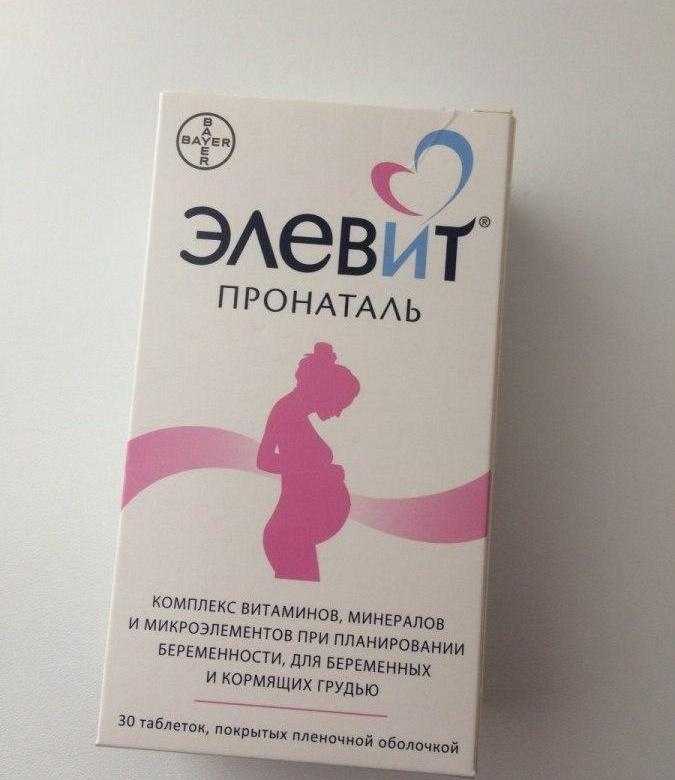 BAYER
BAYER
ЭЛЕВИТ®
ПРОНАТАЛЬ
КОМПЛЕКС ВИТАМИНОВ, МИНЕРАЛОВ
И МИКРОЭЛЕМЕНТОВ ПРИ ПЛАНИРОВАНИИ
БЕРЕМЕННОСТИ, ДЛЯ БЕРЕМЕННЫХ
И КОРМЯЩИХ ГРУДЬЮ
30 таблеток, покрытых пленочной оболочкой